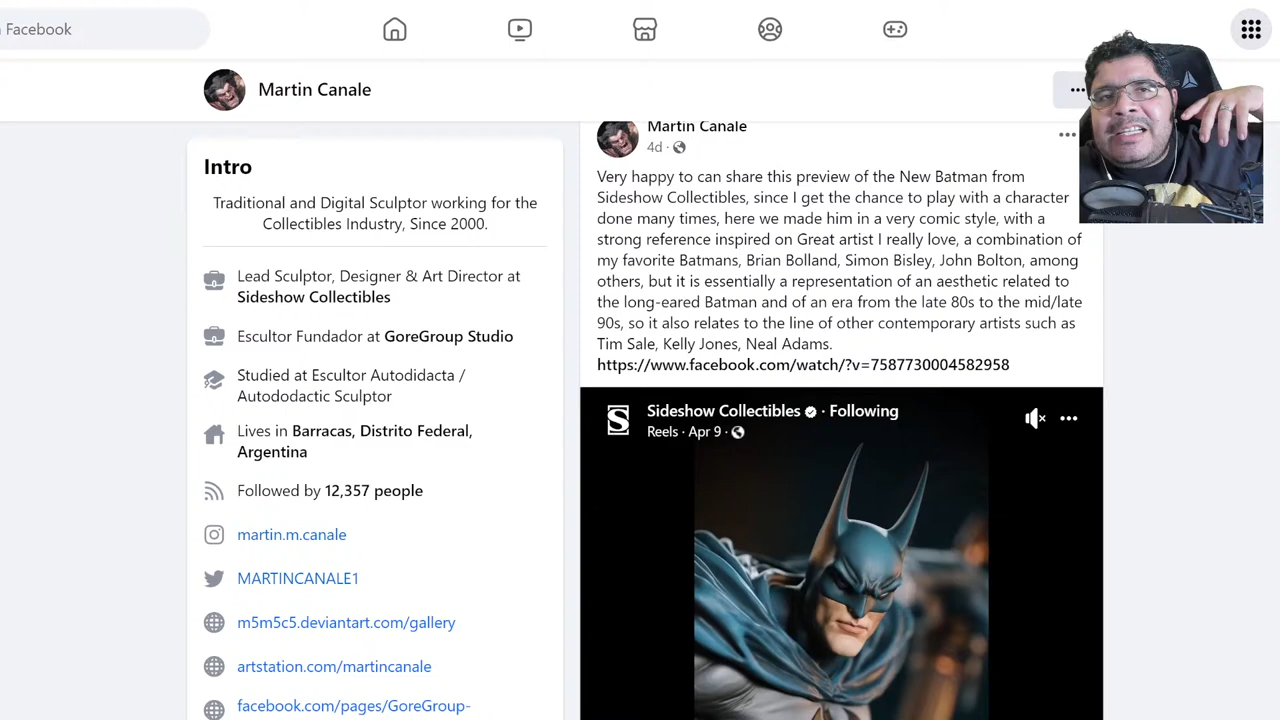 Facebook
Martin Canale
Intro
Traditional and Digital Sculptor working for the
Collectibles Industry, Since 2000.
Lead Sculptor, Designer & Art Director at
Sideshow Collectibles
Escultor Fundador at GoreGroup Studio
Studied at Escultor Autodidacta /
Autododactic Sculptor
Lives in Barracas, Distrito Federal,
Argentina
Followed by 12,357 people
martin.m.canale
MARTINCANALE1
m5m5c5.deviantart.com/gallery
artstation.com/martincanale
facebook.com/pages/GoreGroup-
Martin Canale
4d ·
Very happy to can share this preview of the New Batman from
Sideshow Collectibles, since I get the chance to play with a character
done many times, here we made him in a very comic style, with a
strong reference inspired on Great artist I really love, a combination of
my favorite Batmans, Brian Bolland, Simon Bisley, John Bolton, among
others, but it is essentially a representation of an aesthetic related to
the long-eared Batman and of an era from the late 80s to the mid/late
90s, so it also relates to the line of other contemporary artists such as
Tim Sale, Kelly Jones, Neal Adams.
https://www.facebook.com/watch/?v=7587730004582958
S
Sideshow Collectibles · Following
Reels · Apr 9 ·